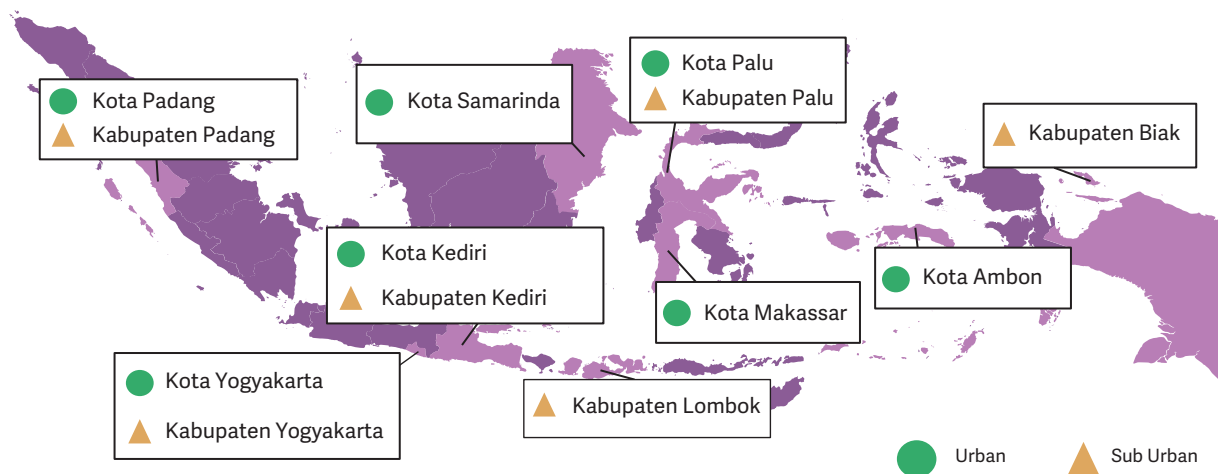 Kota Padang
Kabupaten Padang
Kota Samarinda
Kota Palu
Kabupaten Palu
Kabupaten Biak
Kota Kediri
Kabupaten Kediri
Kota Makassar
Kota Ambon
Kota Yogyakarta
Kabupaten Yogyakarta
Kabupaten Lombok
Urban
Sub Urban